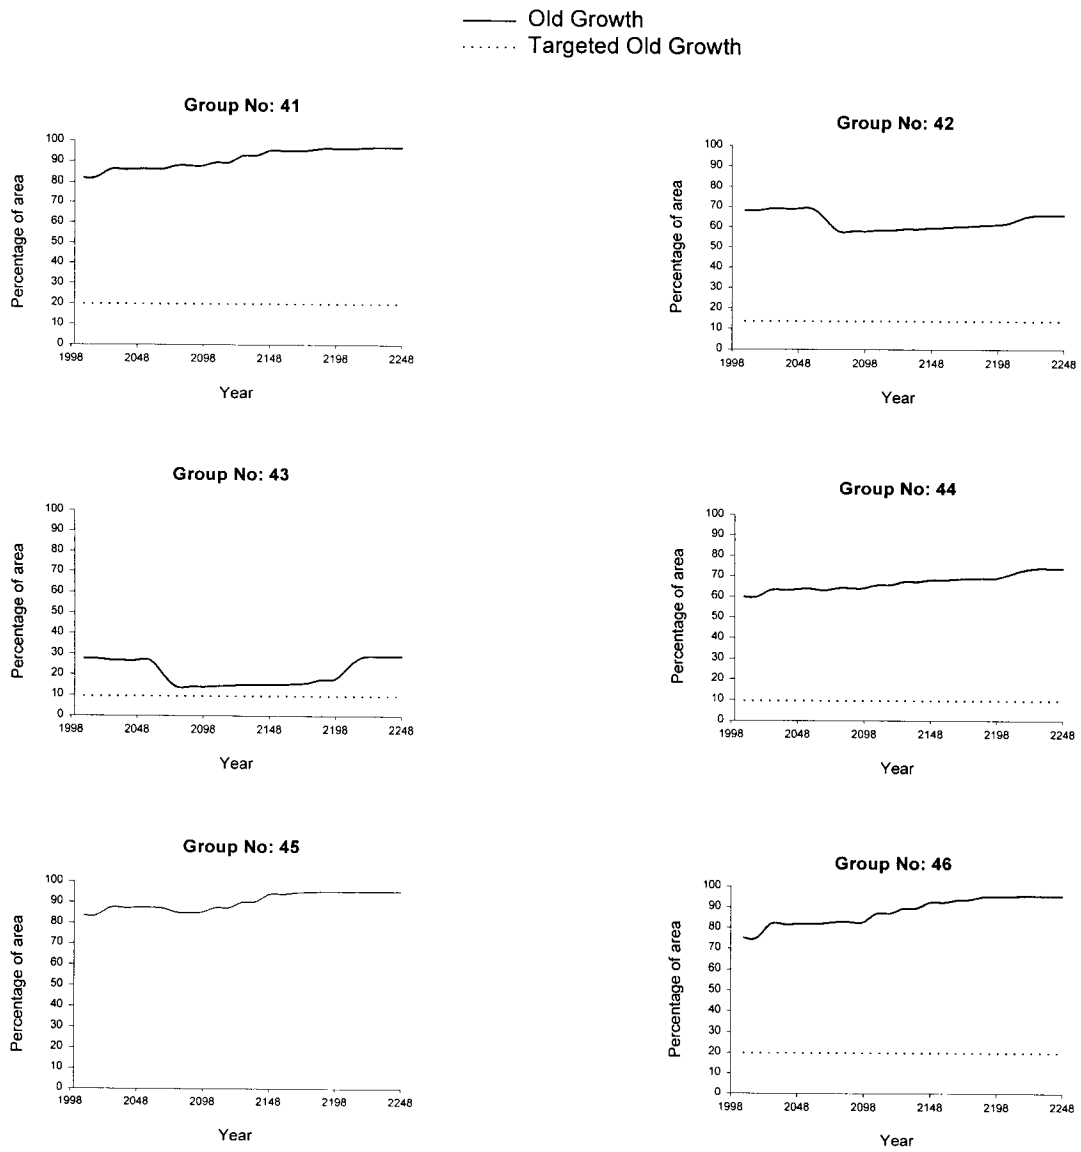 Old Growth
Targeted Old Growth
Group No: 41
100
90
80
70
60
50
40
30
20
10
0
Percentage of area
1998 2048 2098 2148 2198 2248
Year
Group No: 42
100
90
80
70
60
50
40
30
20
10
0
Percentage of area
1998 2048 2098 2148 2198 2248
Year
Group No: 43
100
90
80
70
60
50
40
30
20
10
0
Percentage of area
1998 2048 2098 2148 2198 2248
Year
Group No: 44
100
90
80
70
60
50
40
30
20
10
0
Percentage of area
1998 2048 2098 2148 2198 2248
Year
Group No: 45
100
90
80
70
60
50
40
30
20
10
0
Percentage of area
1998 2048 2098 2148 2198 2248
Year
Group No: 46
100
90
80
70
60
50
40
30
20
10
0
Percentage of area
1998 2048 2098 2148 2198 2248
Year